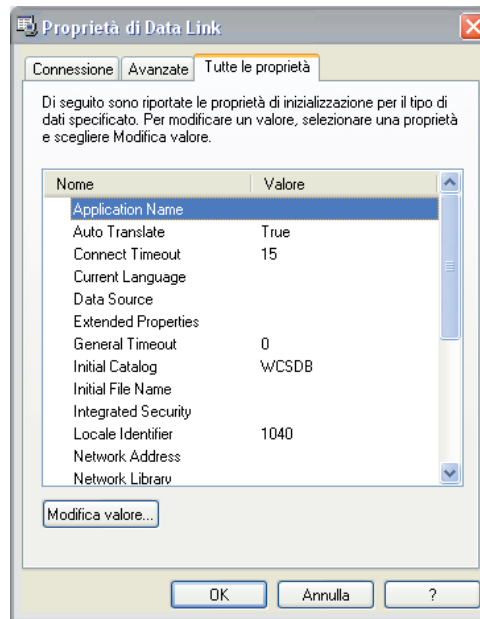 Proprietà di Data Link
Connessione Avanzate Tutte le proprietà
Di seguito sono riportate le proprietà di inizializzazione per il tipo di
dati specificato. Per modificare un valore, selezionare una proprietà
e scegliere Modifica valore.
Nome Valore
Application Name
Auto Translate True
Connect Timeout 15
Current Language
Data Source
Extended Properties
General Timeout 0
Initial Catalog WCSDB
Initial File Name
Integrated Security
Locale Identifier 1040
Network Address
Network Library
Modifica valore...
OK Annulla ?